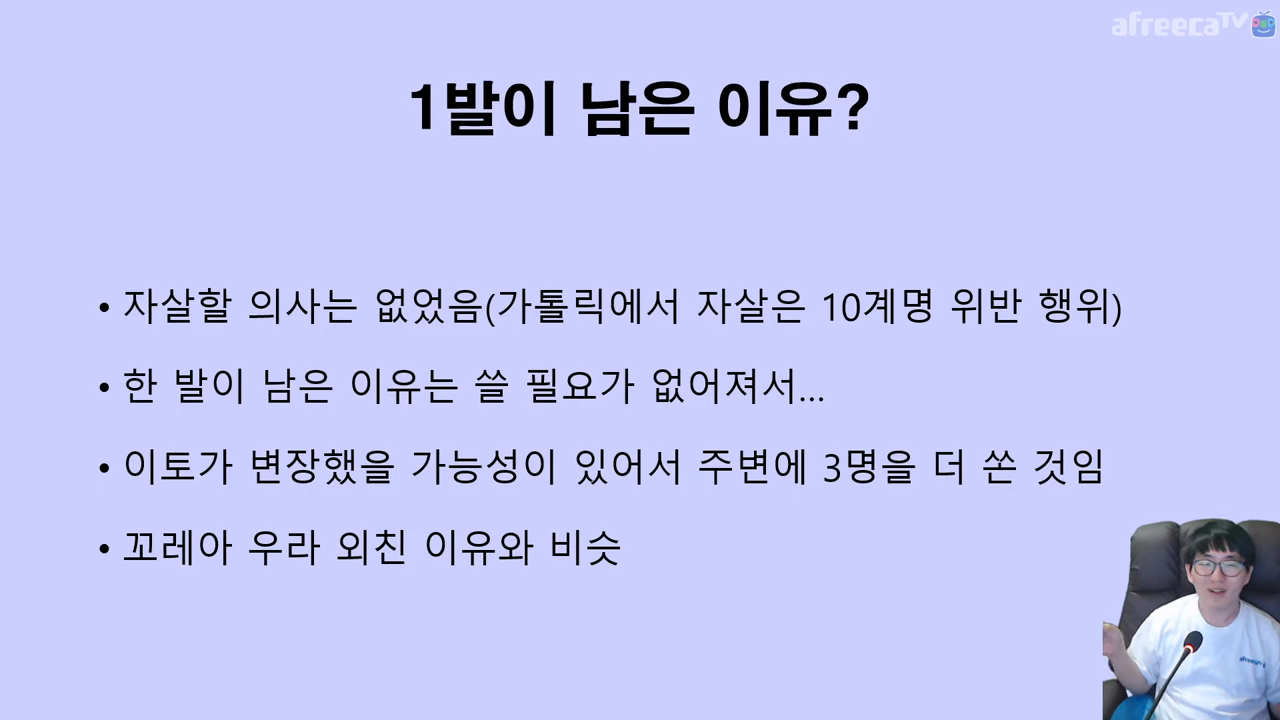 afreecaTV
1발이 남은 이유?
• 자살할 의사는 없었음(가톨릭에서 자살은 10계명 위반 행위)
• 한 발이 남은 이유는 쓸 필요가 없어져서...
• 이토가 변장했을 가능성이 있어서 주변에 3명을 더 쏜 것임
• 꼬레아 우라 외친 이유와 비슷
afreecaTV